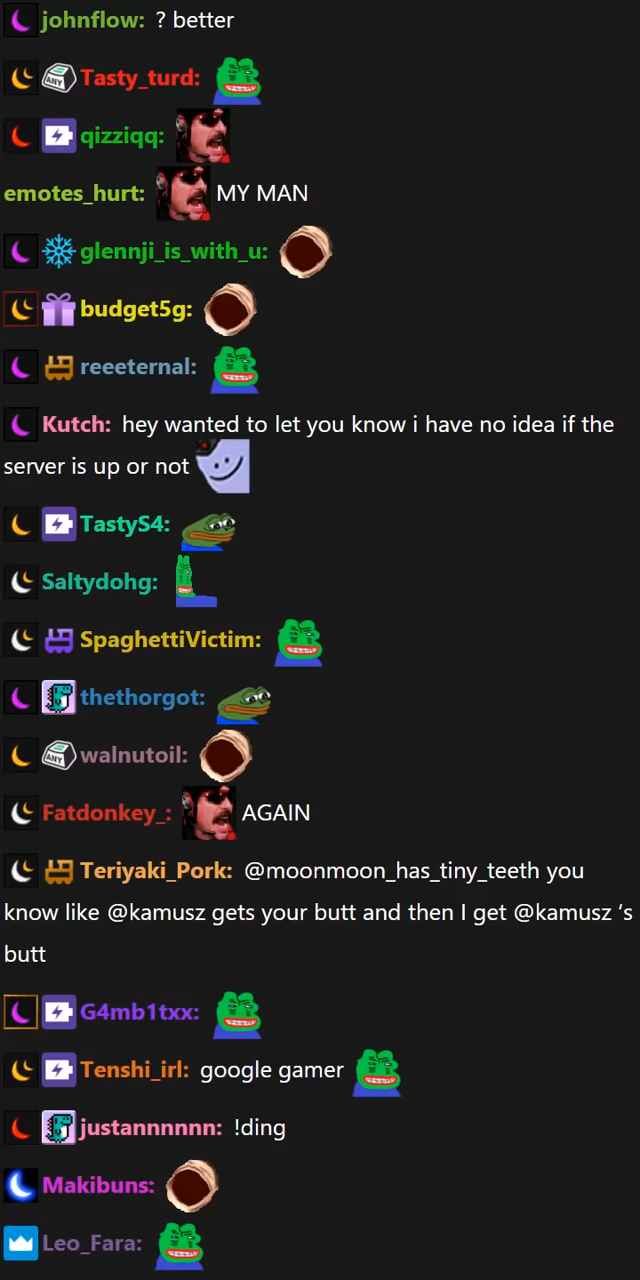 johnflow: ? better
ANY Tasty_turd:
qizziqq:
emotes_hurt: MY MAN
glennji_is_with_u:
budget5g:
reeeternal:
Kutch: hey wanted to let you know i have no idea if the
server is up or not
TastyS4:
Saltydohg:
SpaghettiVictim:
thethorgot:
ANY walnutoil:
Fatdonkey_: AGAIN
Teriyaki_Pork: @moonmoon_has_tiny_teeth you
know like @kamusz gets your butt and then I get @kamusz ‘s
butt
G4mb1txx:
Tenshi_irl: google gamer
justannnnnn: !ding
Makibuns:
Leo_Fara: